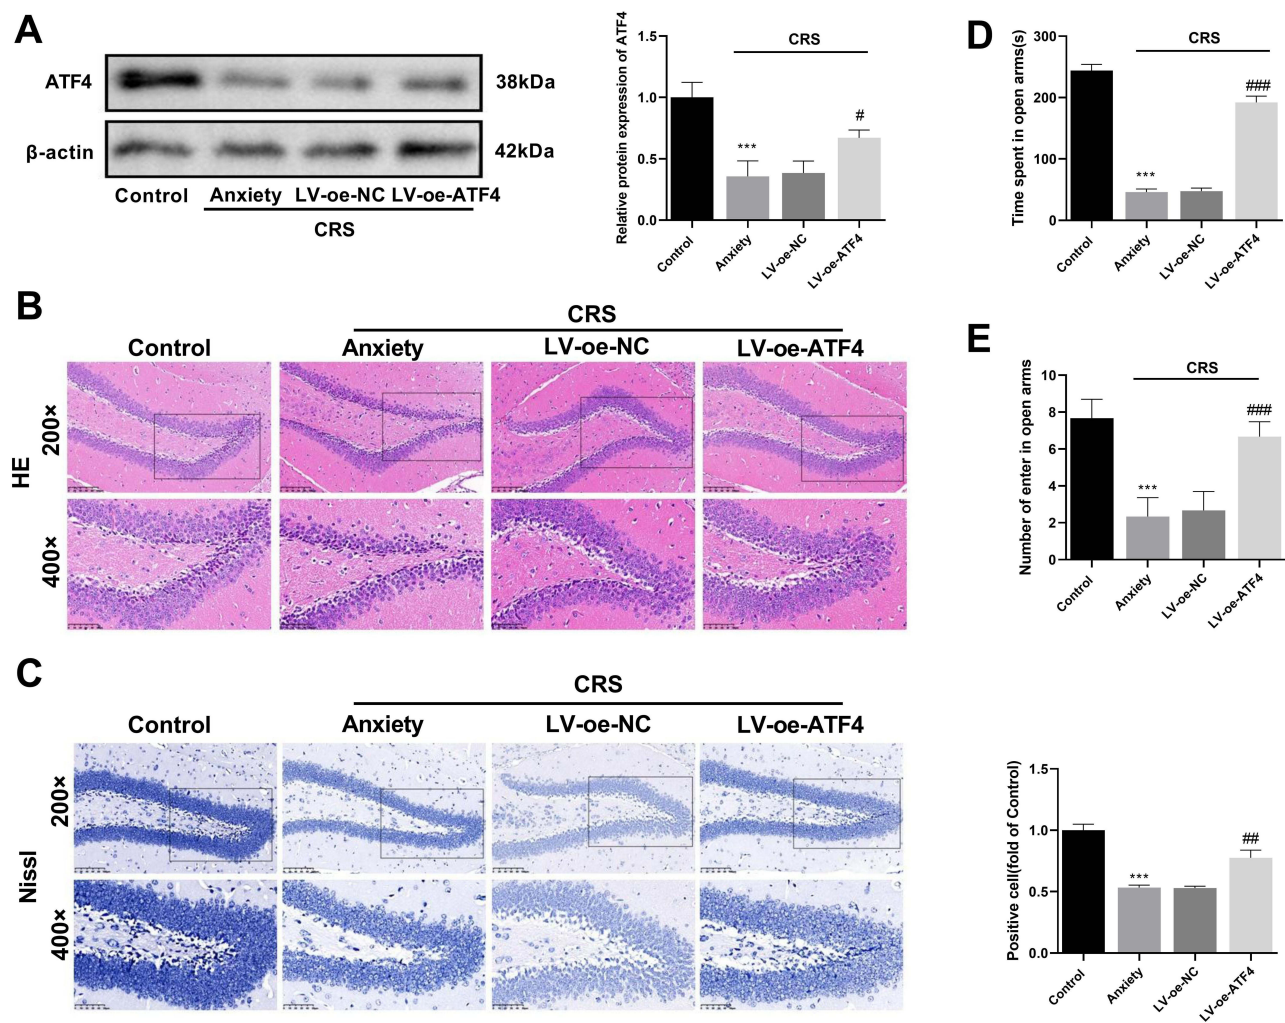 A
ATF4
38kDa
β-actin
42kDa
Control
Anxiety
LV-oe-NC
LV-oe-ATF4
CRS
Relative protein expression of ATF4
1.5
1.0
0.5
0.0
CRS
***
#
Control
Anxiety
LV-oe-NC
LV-oe-ATF4
D
Time spent in open arms(s)
300
200
100
0
CRS
***
###
Control
Anxiety
LV-oe-NC
LV-oe-ATF4
B
CRS
Control
Anxiety
LV-oe-NC
LV-oe-ATF4
HE
200×
400×
E
Number of enter in open arms
10
8
6
4
2
0
CRS
***
###
Control
Anxiety
LV-oe-NC
LV-oe-ATF4
C
CRS
Control
Anxiety
LV-oe-NC
LV-oe-ATF4
Nissl
200×
400×
Positive cell(fold of Control)
1.5
1.0
0.5
0.0
***
##
Control
Anxiety
LV-oe-NC
LV-oe-ATF4